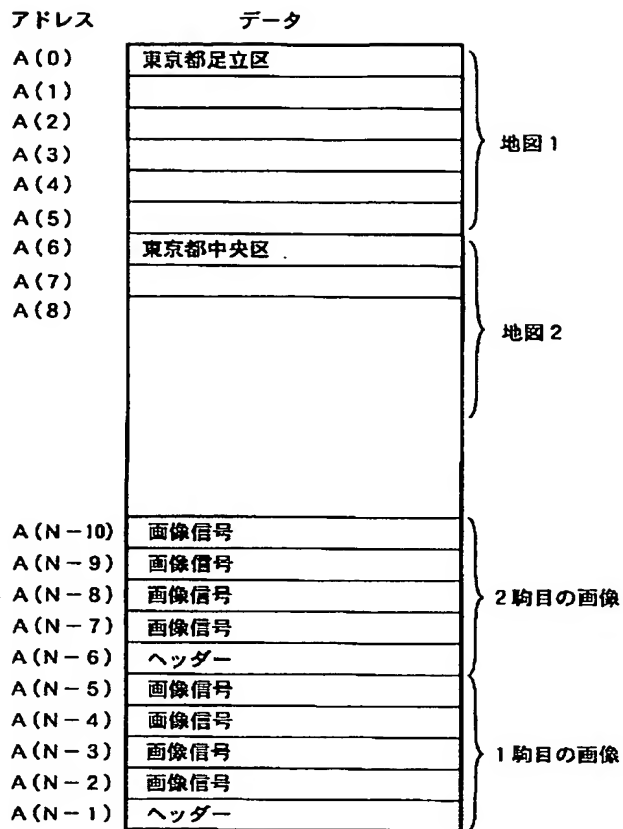 アドレス データ
A(0) 東京都足立区
A(1)
A(2)
A(3) 地図1
A(4)
A(5)
A(6) 東京都中央区
A(7)
A(8)
地図2
A(N-10) 画像信号
A(N-9) 画像信号
A(N-8) 画像信号 2駒目の画像
A(N-7) 画像信号
A(N-6) ヘッダー
A(N-5) 画像信号
A(N-4) 画像信号
A(N-3) 画像信号 1駒目の画像
A(N-2) 画像信号
A(N-1) ヘッダー